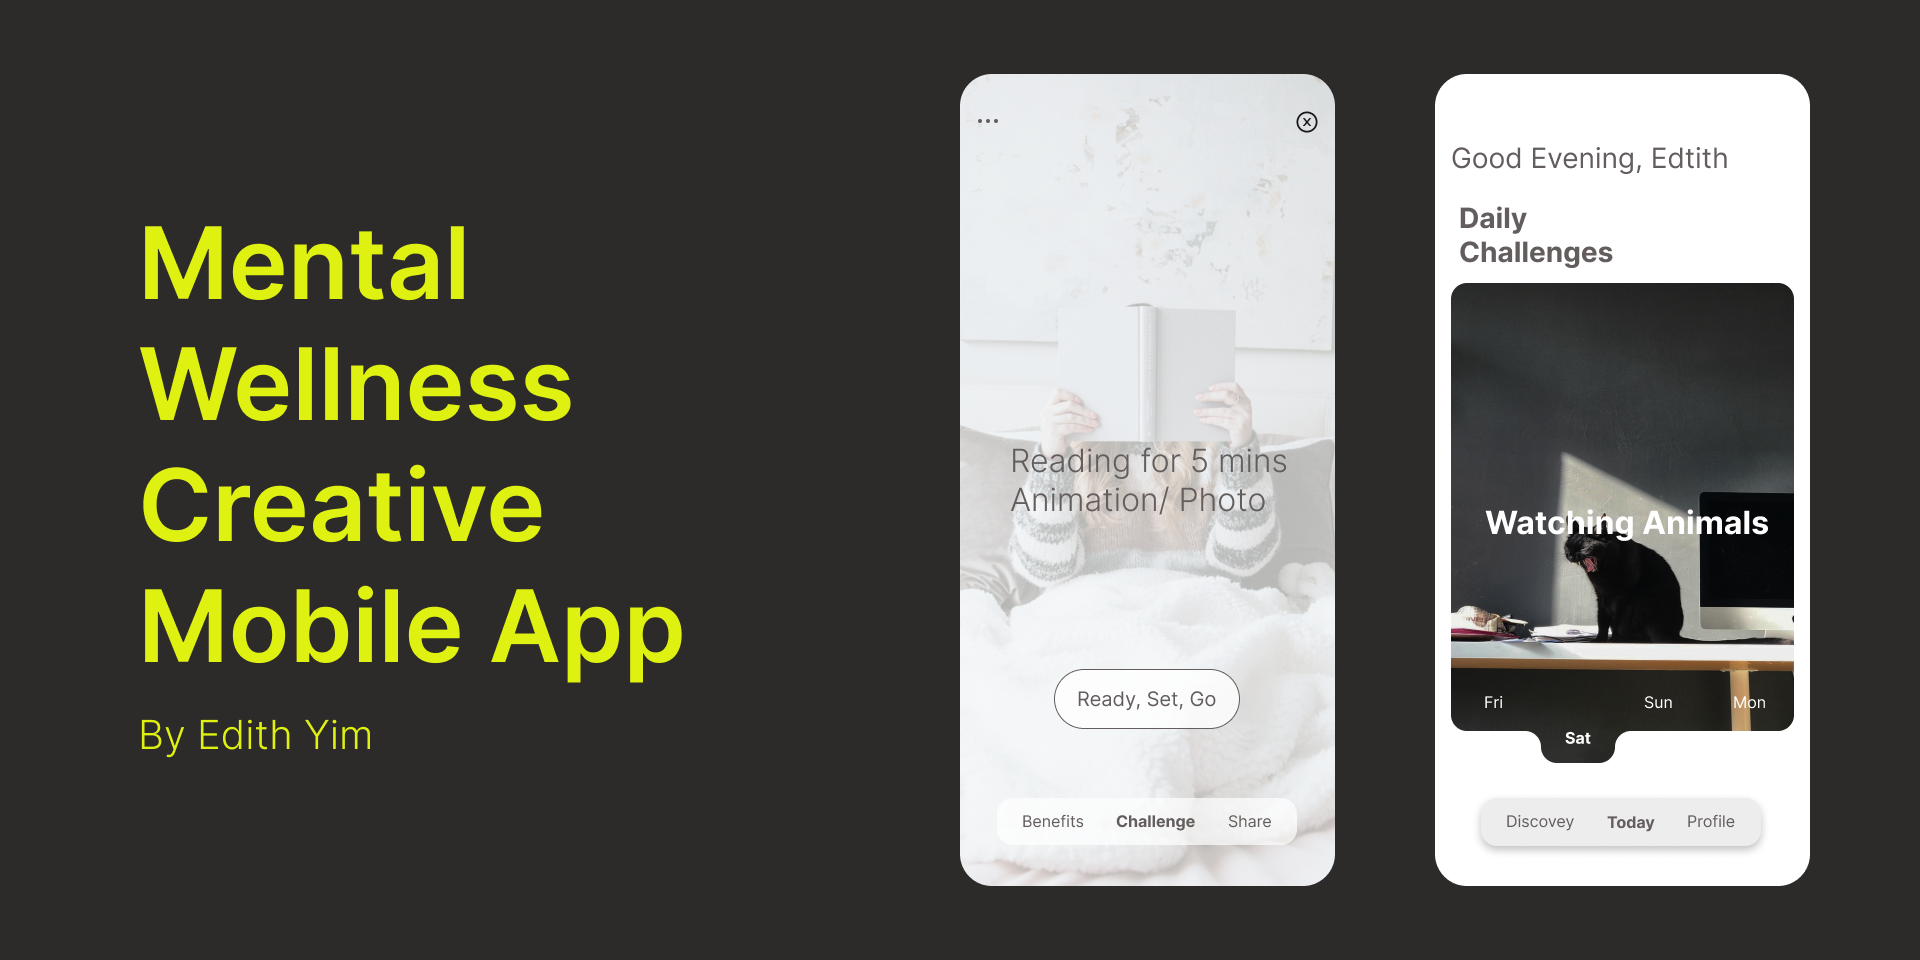 Mental
Wellness
Creative
Mobile App
By Edith Yim
Reading for 5 mins
Animation/ Photo
Ready, Set, Go
Benefits Challenge Share
Good Evening, Edtith
Daily
Challenges
Watching Animals
Fri Sun Mon
Sat
Discovey Today Profile